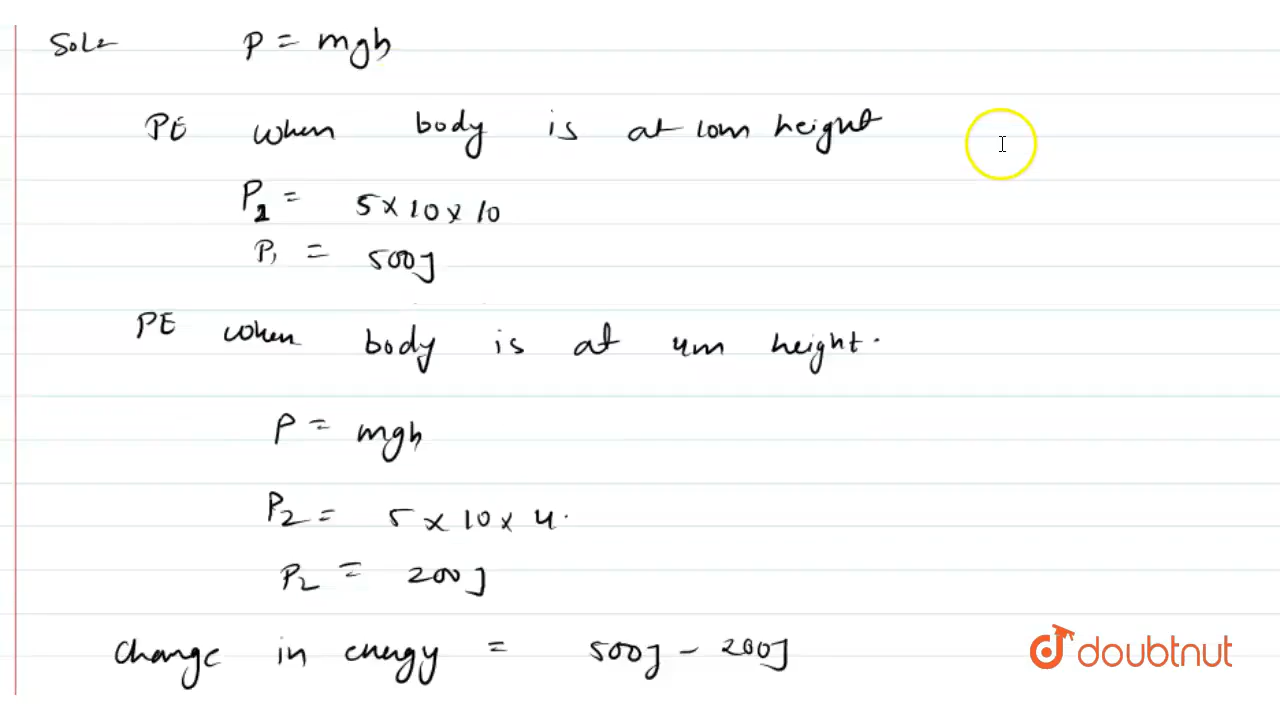 Sol:
P = mgh
PE when body is at 10m height
P1 = 5 x 10 x 10
P1 = 500J
PE when body is at 4m height.
P = mgh
P2 = 5 x 10 x 4.
P2 = 200J
Change in energy = 500J - 200J
doubtnut